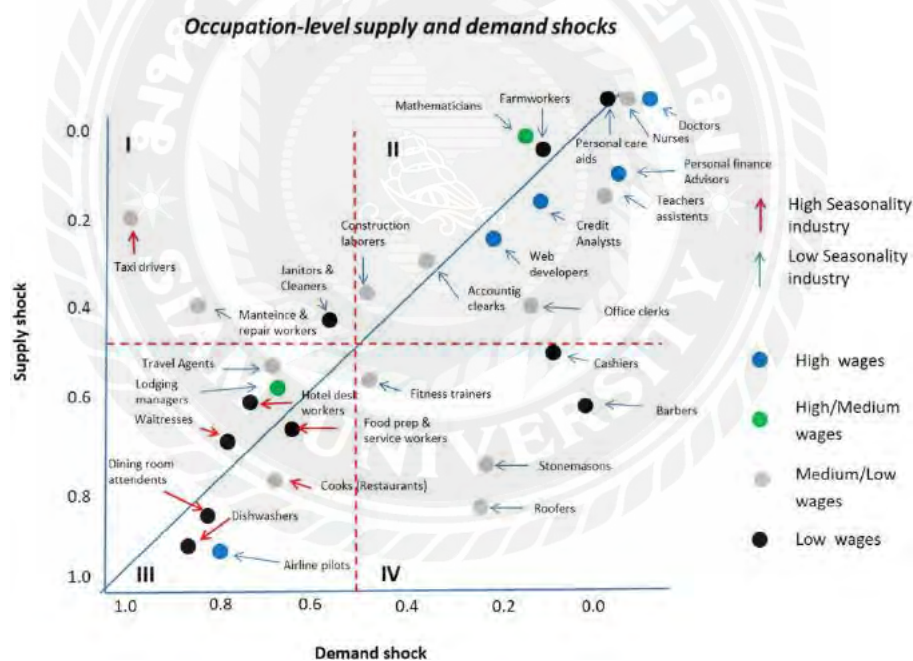 Occupation-level supply and demand shocks
Supply shock
0.0
0.2
0.4
0.6
0.8
1.0
I
II
III
IV
Mathematicians
Farmworkers
Personal care
aids
Nurses
Doctors
Personal finance
Advisors
Teachers
assistents
Credit
Analysts
Web
developers
Construction
laborers
Accountig
clearks
Office clerks
Taxi drivers
Janitors &
Cleaners
Manteince &
repair workers
Travel Agents
Lodging
managers
Hotel desk
workers
Waitresses
Food prep &
service workers
Fitness trainers
Cashiers
Barbers
Dining room
attendents
Cooks (Restaurants)
Stonemasons
Roofers
Dishwashers
Airline pilots
1.0
0.8
0.6
0.4
0.2
0.0
Demand shock
High Seasonality
industry
Low Seasonality
industry
High wages
High/Medium
wages
Medium/Low
wages
Low wages
UNIVERSITY